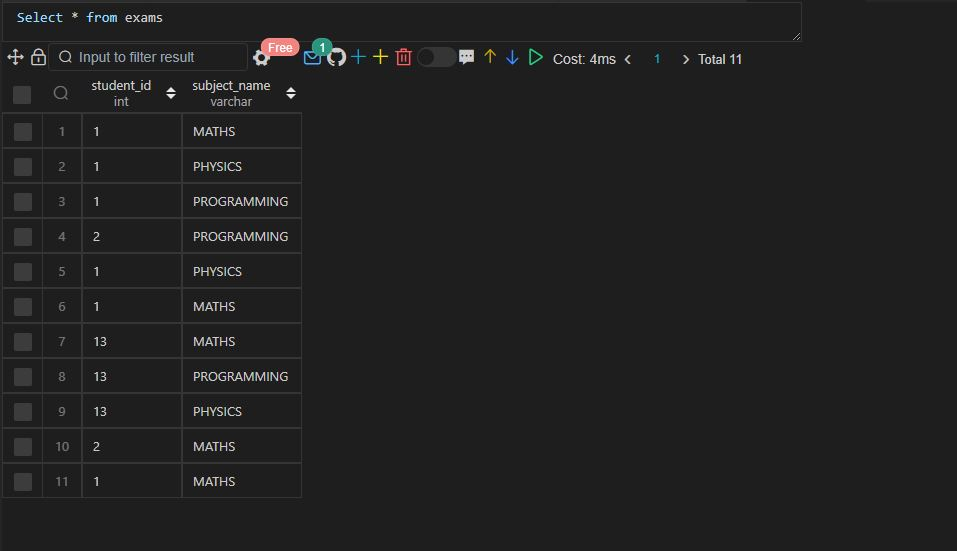 Select * from exams
Input to filter result Free 1 Cost: 4ms 1 Total 11
student_id subject_name
int varchar
1 1 MATHS
2 1 PHYSICS
3 1 PROGRAMMING
4 2 PROGRAMMING
5 1 PHYSICS
6 1 MATHS
7 13 MATHS
8 13 PROGRAMMING
9 13 PHYSICS
10 2 MATHS
11 1 MATHS